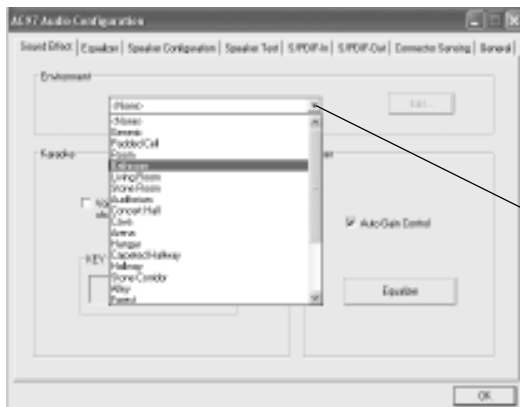 AC97 Audio Configuration
Sound Effect | Equalizer | Speaker Configuration | Speaker Test | S/PDIF-In | S/PDIF-Out | Connector Sensing | General
Environment
<None>
Edit...
<None>
Generic
Padded Cell
Room
Bathroom
Living Room
Stone Room
Auditorium
Concert Hall
Cave
Arena
Hangar
Carpeted Hallway
Hallway
Stone Corridor
Alley
Forest
Karaoke
KEY
Auto Gain Control
Equalizer
OK